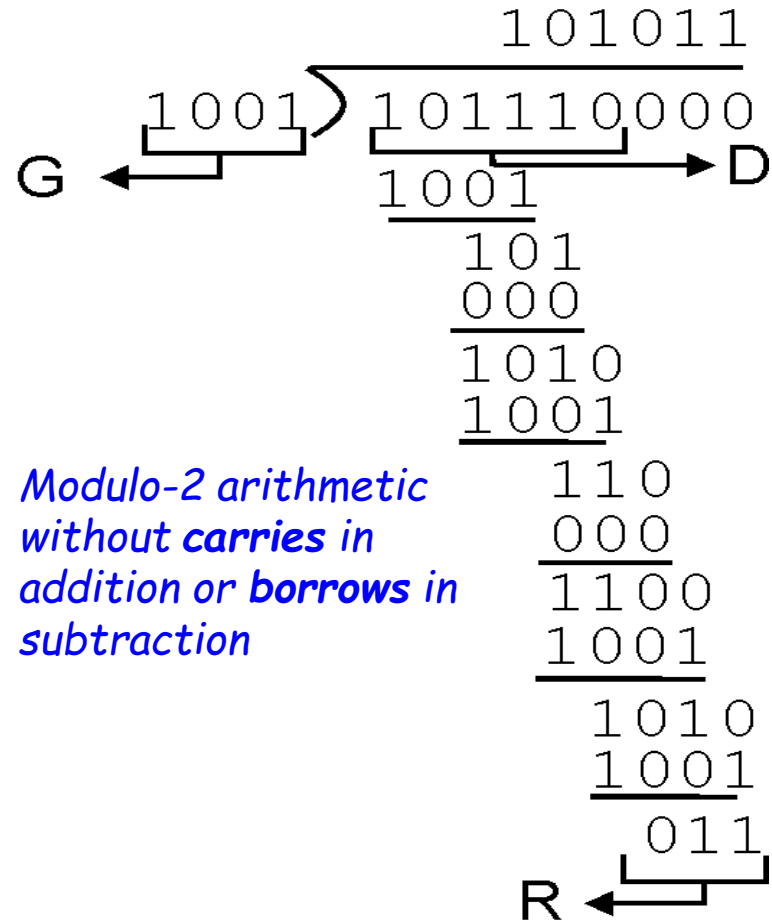 101011
1001 101110000
G D
1001
101
000
1010
1001
110
000
1100
1001
1010
1001
011
R
Modulo-2 arithmetic
without carries in
addition or borrows in
subtraction